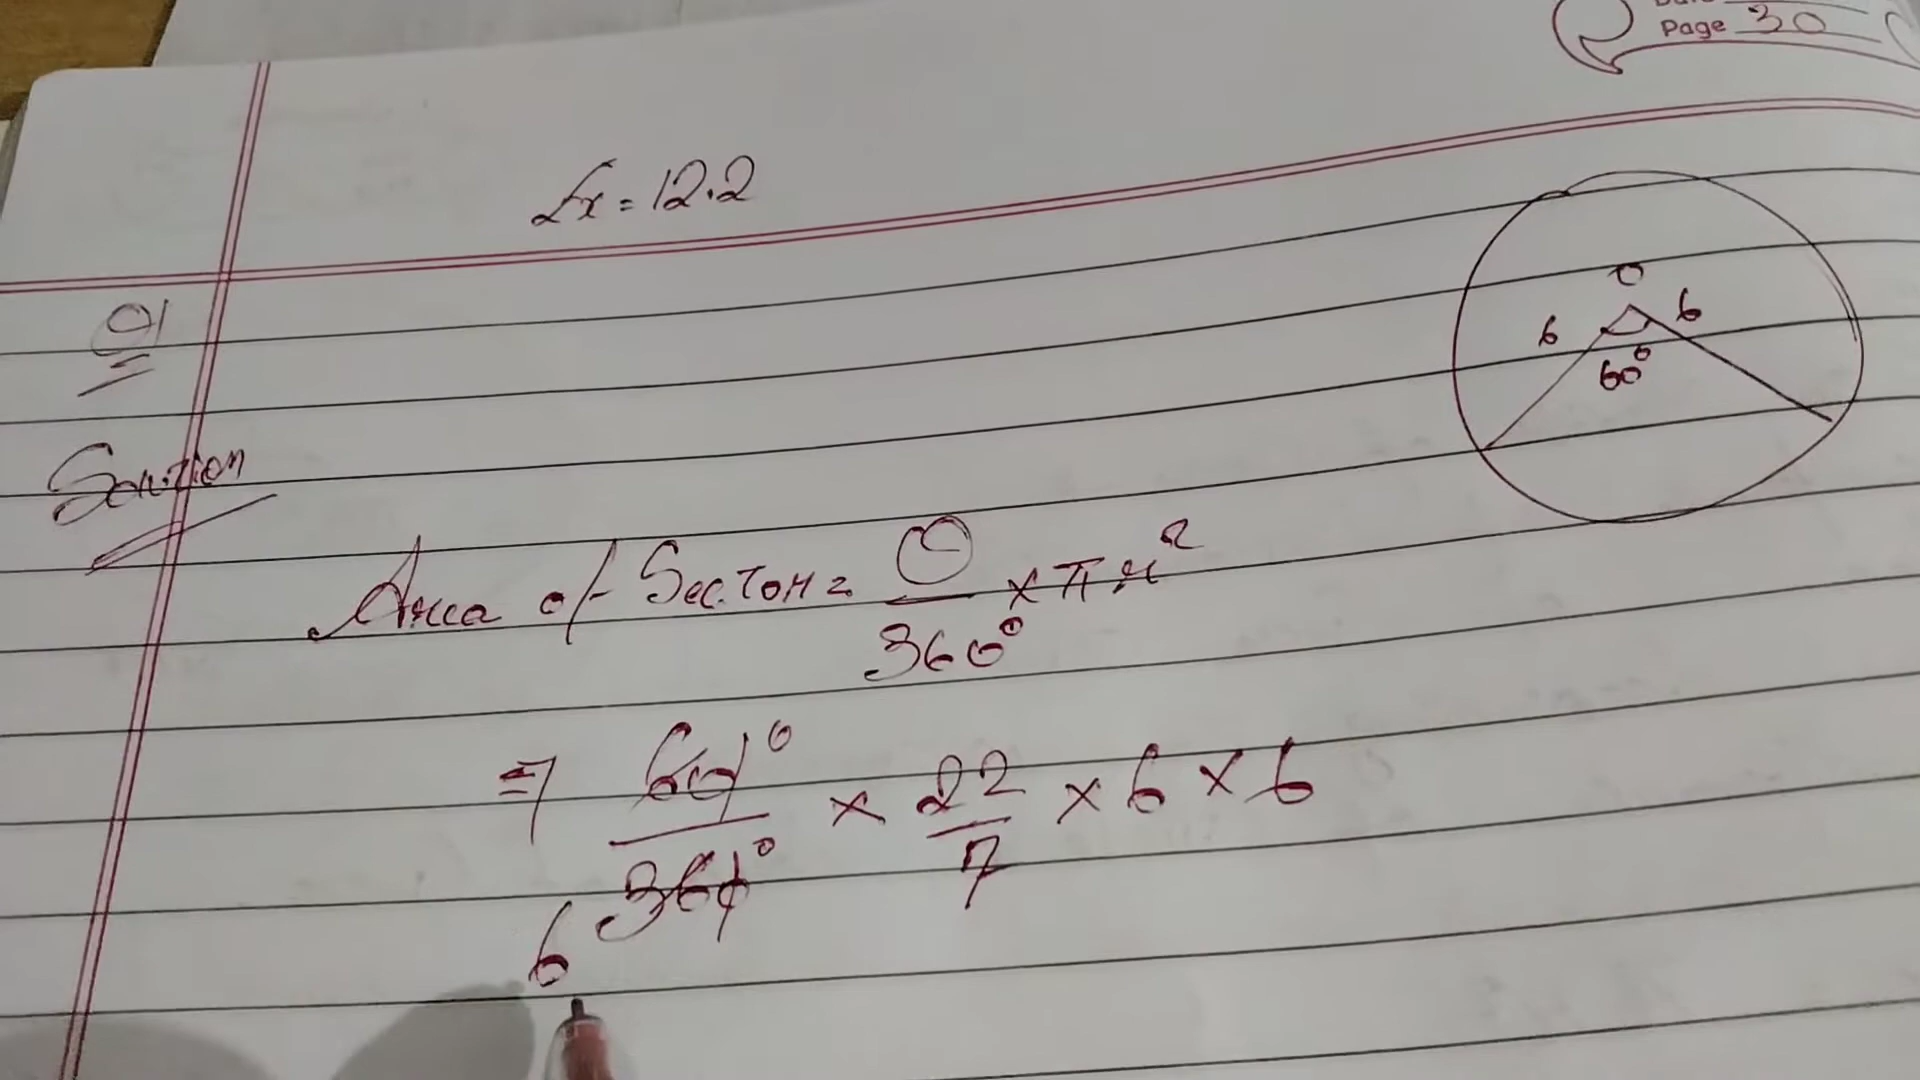 Page 30
Ex = 12.2
Q1
O
6 6
60°
Solution
Area of Sector = θ/360° × πr²
⇒ 60°/360° × 22/7 × 6 × 6
6